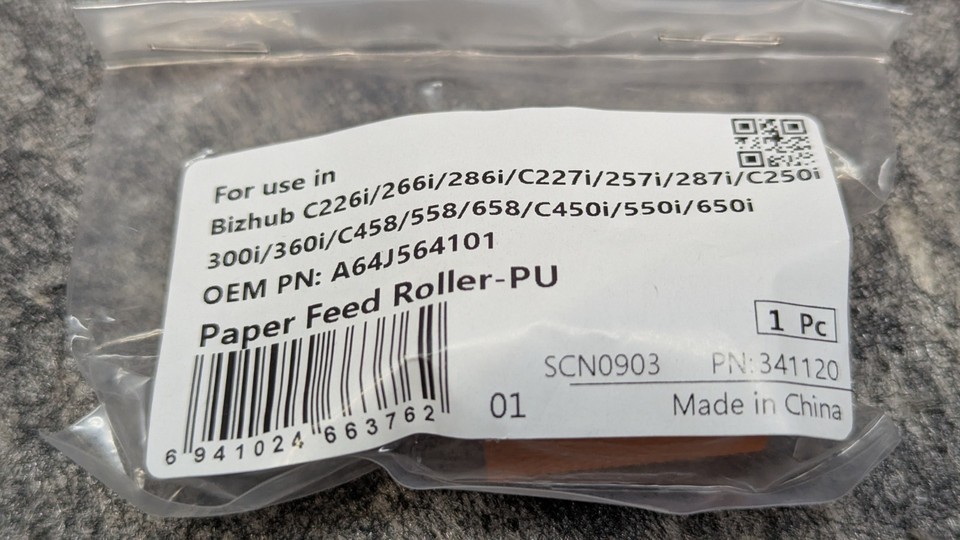 For use in
Bizhub C226i/266i/286i/C227i/257i/287i/C250i
300i/360i/C458/558/658/C450i/550i/650i
OEM PN: A64J564101
Paper Feed Roller-PU
1 Pc
SCN0903 PN:341120
01 Made in China
6 941024 663762